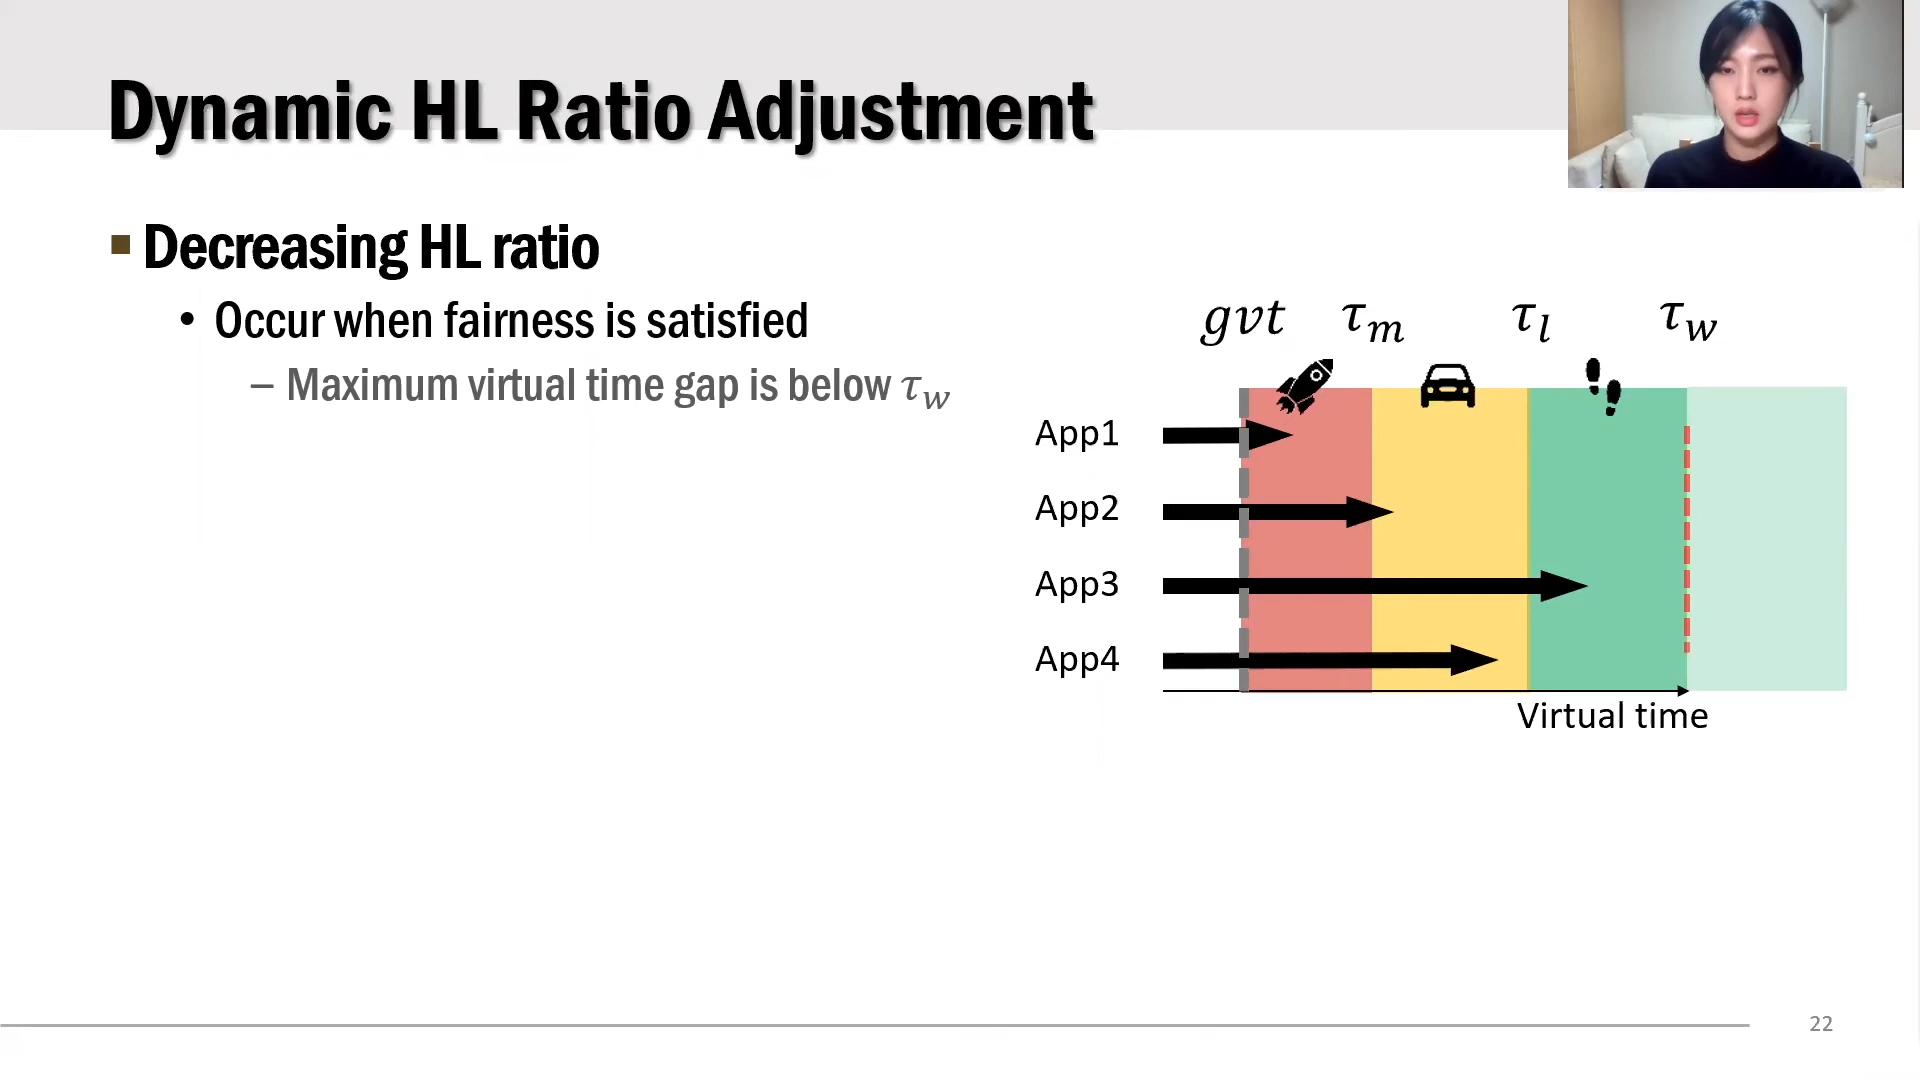 Dynamic HL Ratio Adjustment
Decreasing HL ratio
• Occur when fairness is satisfied
– Maximum virtual time gap is below τ_w
gvt τ_m τ_l τ_w
App1
App2
App3
App4
Virtual time
22